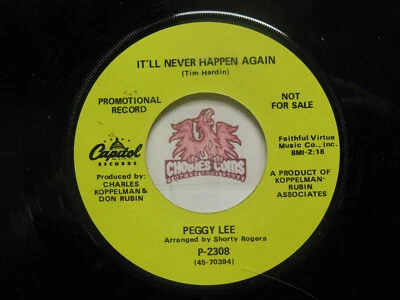 IT'LL NEVER HAPPEN AGAIN
(Tim Hardin)
PROMOTIONAL
RECORD
NOT
FOR SALE
Capitol
RECORDS
Produced by:
CHARLES
KOPPELMAN &
DON RUBIN
CHORIES COINS
Faithful Virtue
Music Co., Inc.
BMI-2:18
A PRODUCT OF
KOPPELMAN-
RUBIN
ASSOCIATES
PEGGY LEE
Arranged by Shorty Rogers
P-2308
(45-70394)